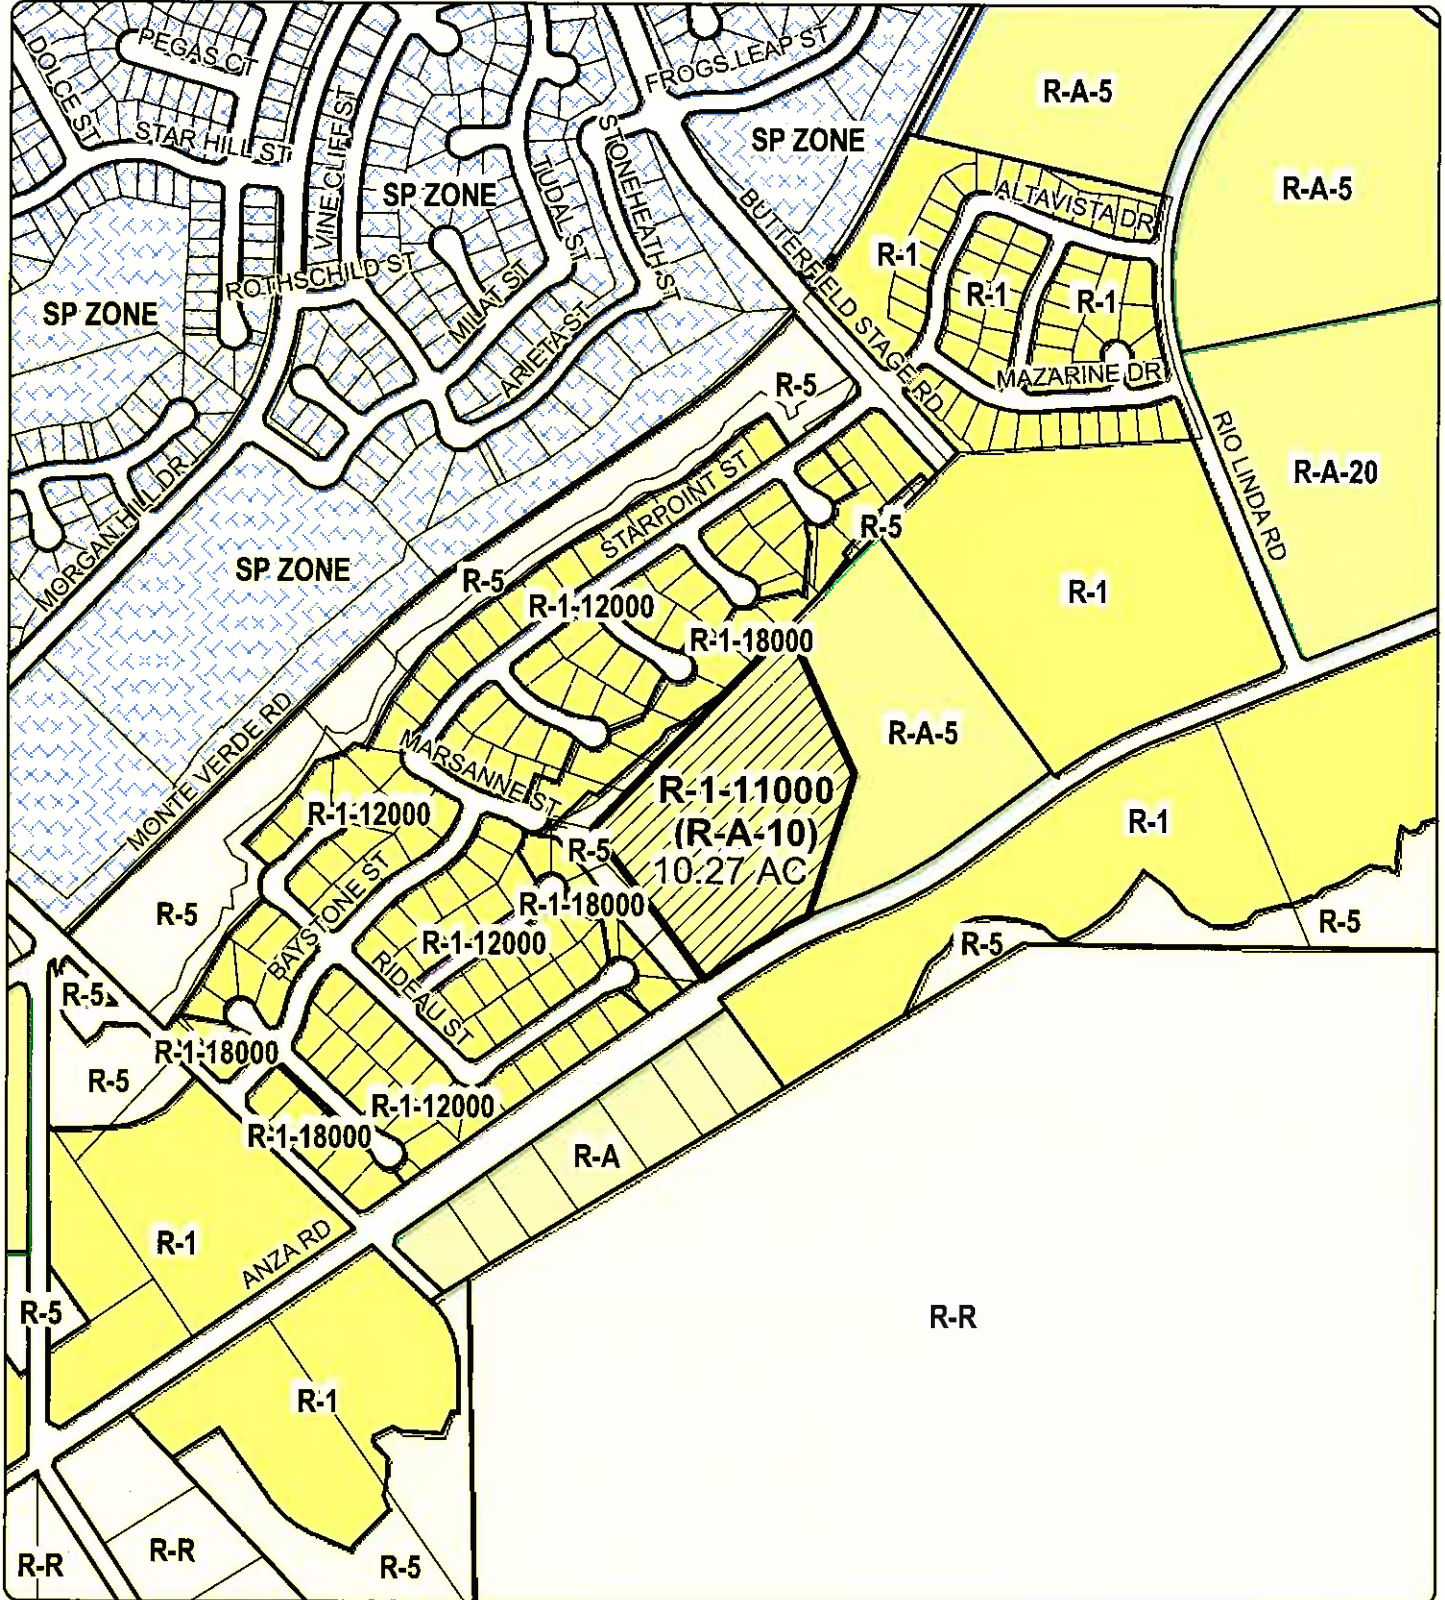 PEGAS CT
FROGS LEAP ST
DOLCE ST
R-A-5
STAR HILL ST
SP ZONE
VINE CLIFF ST
STONEHEATH ST
SP ZONE
R-A-5
TUDAL ST
ALTAVISTA DR
BUTTERFIELD STAGE RD
R-1
ROTHSCHILD ST
MILAT ST
R-1
R-1
SP ZONE
ARIETA ST
MAZARINE DR
R-5
RIO LINDA RD
STARPOINT ST
R-A-20
MORGAN HILL DR
R-5
SP ZONE
R-5
R-1-12000
R-1
R-1-18000
MONTE VERDE RD
R-A-5
MARSANNE ST
R-1-11000
(R-A-10)
10.27 AC
R-1-12000
R-1
R-5
BAYSTONE ST
R-1-18000
R-5
R-5
R-1-12000
R-5
RIDEAU ST
R-5
R-1-18000
R-5
R-1-12000
R-1-18000
R-A
R-1
ANZA RD
R-5
R-R
R-1
R-R
R-R
R-5